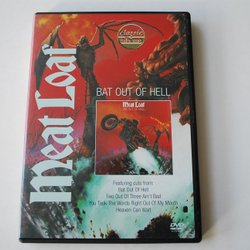 Meat Loaf
classic
albums
BAT OUT OF HELL
Meat Loaf
Featuring cuts from:
Bat Out Of Hell
Two Out Of Three Ain't Bad
You Took The Words Right Out Of My Mouth
Heaven Can Wait
DVD